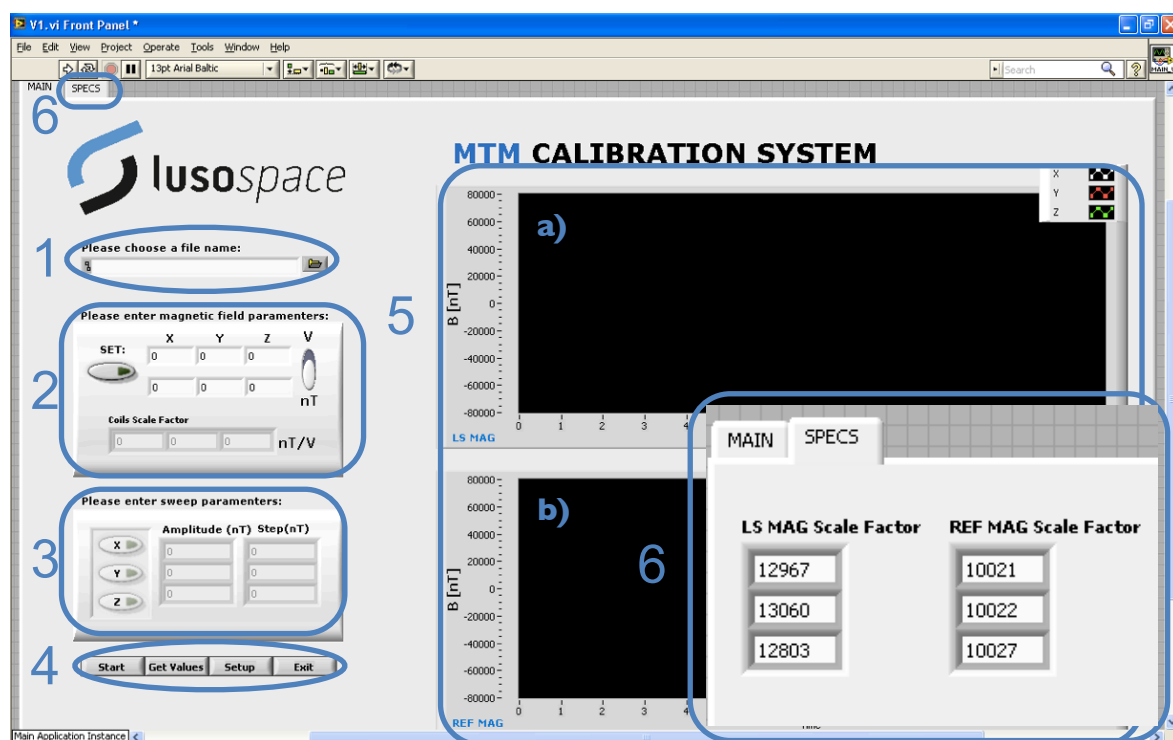 V1.vi Front Panel *
File Edit View Project Operate Tools Window Help
13pt Arial Baltic
Search
MAIN SPECS
6
lusospace
MTM CALIBRATION SYSTEM
1
Please choose a file name:
2
Please enter magnetic field paramenters:
SET:
X Y Z V
0 0 0
0 0 0
nT
Coils Scale Factor
0 0 0 nT/V
3
Please enter sweep paramenters:
Amplitude (nT) Step(nT)
X 0 0
Y 0 0
Z 0 0
4
Start Get Values Setup Exit
5
a)
X
Y
Z
B [nT]
80000
60000
40000
20000
0
-20000
-40000
-60000
-80000
0 1 2 3 4
LS MAG
b)
B [nT]
80000
60000
40000
20000
0
-20000
-40000
-60000
-80000
0 1 2 3 4
REF MAG
Time
6
MAIN SPECS
LS MAG Scale Factor REF MAG Scale Factor
12967 10021
13060 10022
12803 10027
Main Application Instance